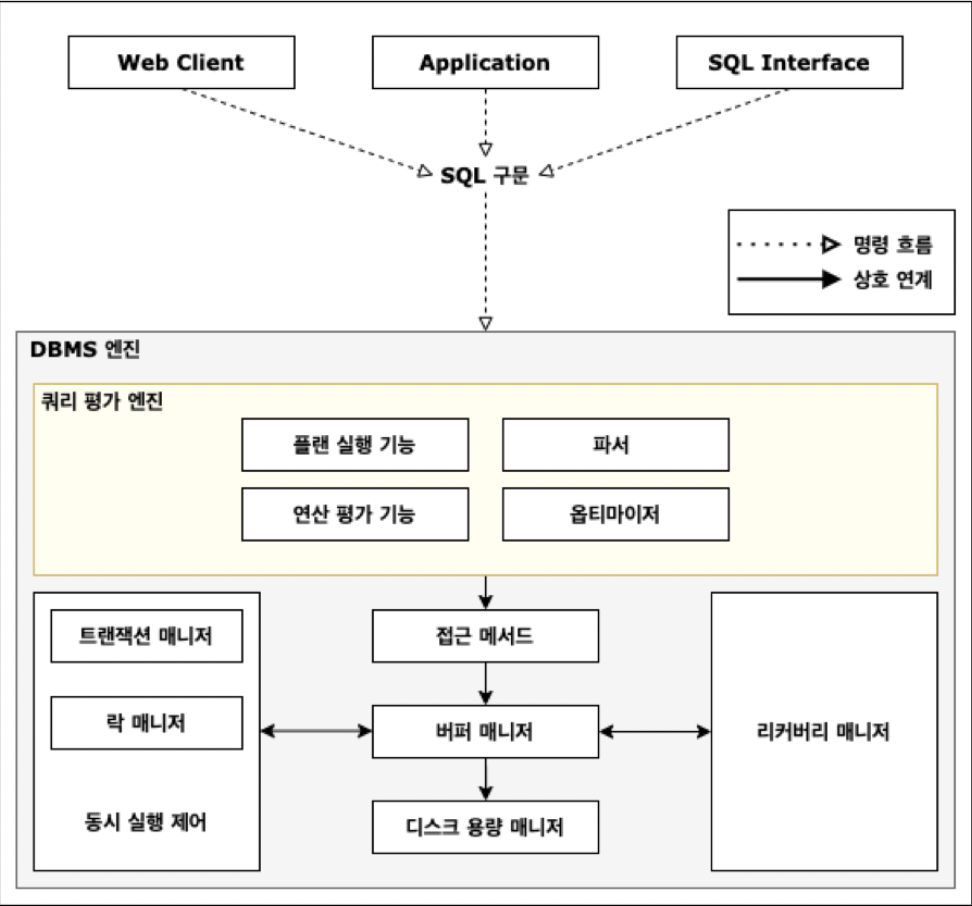 Web Client
Application
SQL Interface
SQL 구문
명령 흐름
상호 연계
DBMS 엔진
쿼리 평가 엔진
플랜 실행 기능
파서
연산 평가 기능
옵티마이저
트랜잭션 매니저
접근 메서드
락 매니저
버퍼 매니저
리커버리 매니저
동시 실행 제어
디스크 용량 매니저